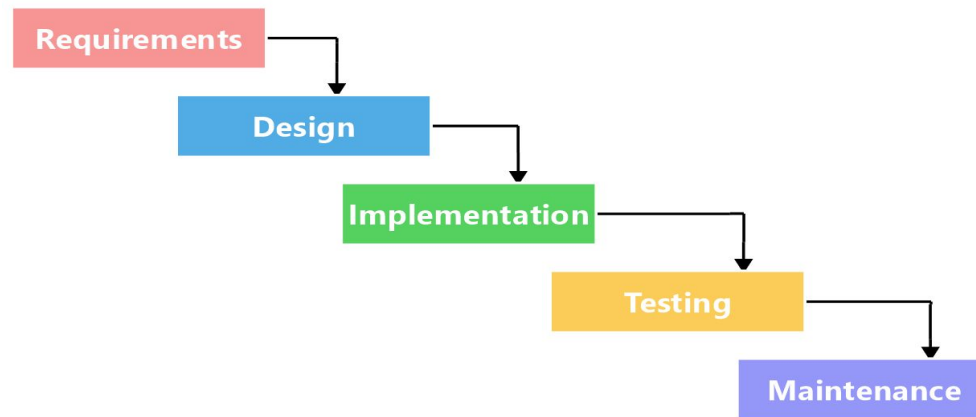 Requirements
Design
Implementation
Testing
Maintenance